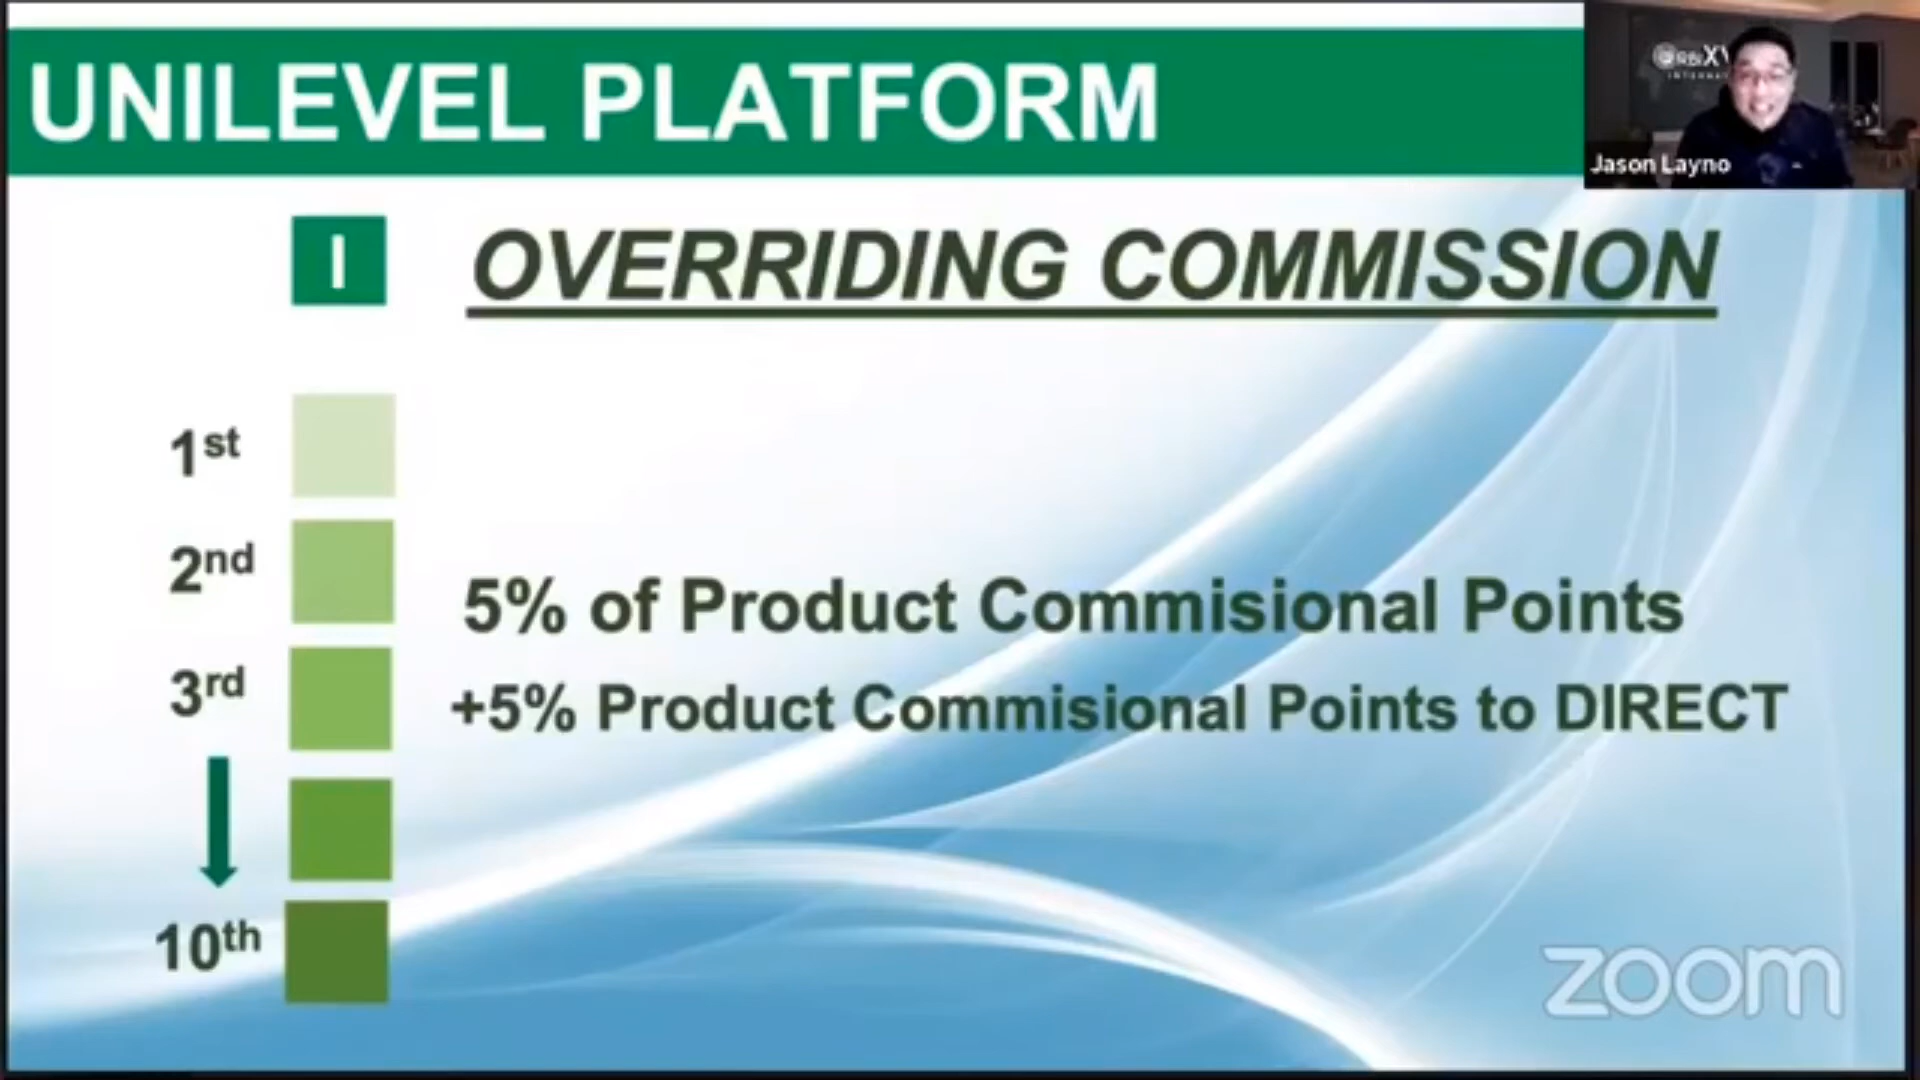 UNILEVEL PLATFORM
Jason Layno
I
OVERRIDING COMMISSION
1st
2nd
3rd
10th
5% of Product Commisional Points
+5% Product Commisional Points to DIRECT
zoom